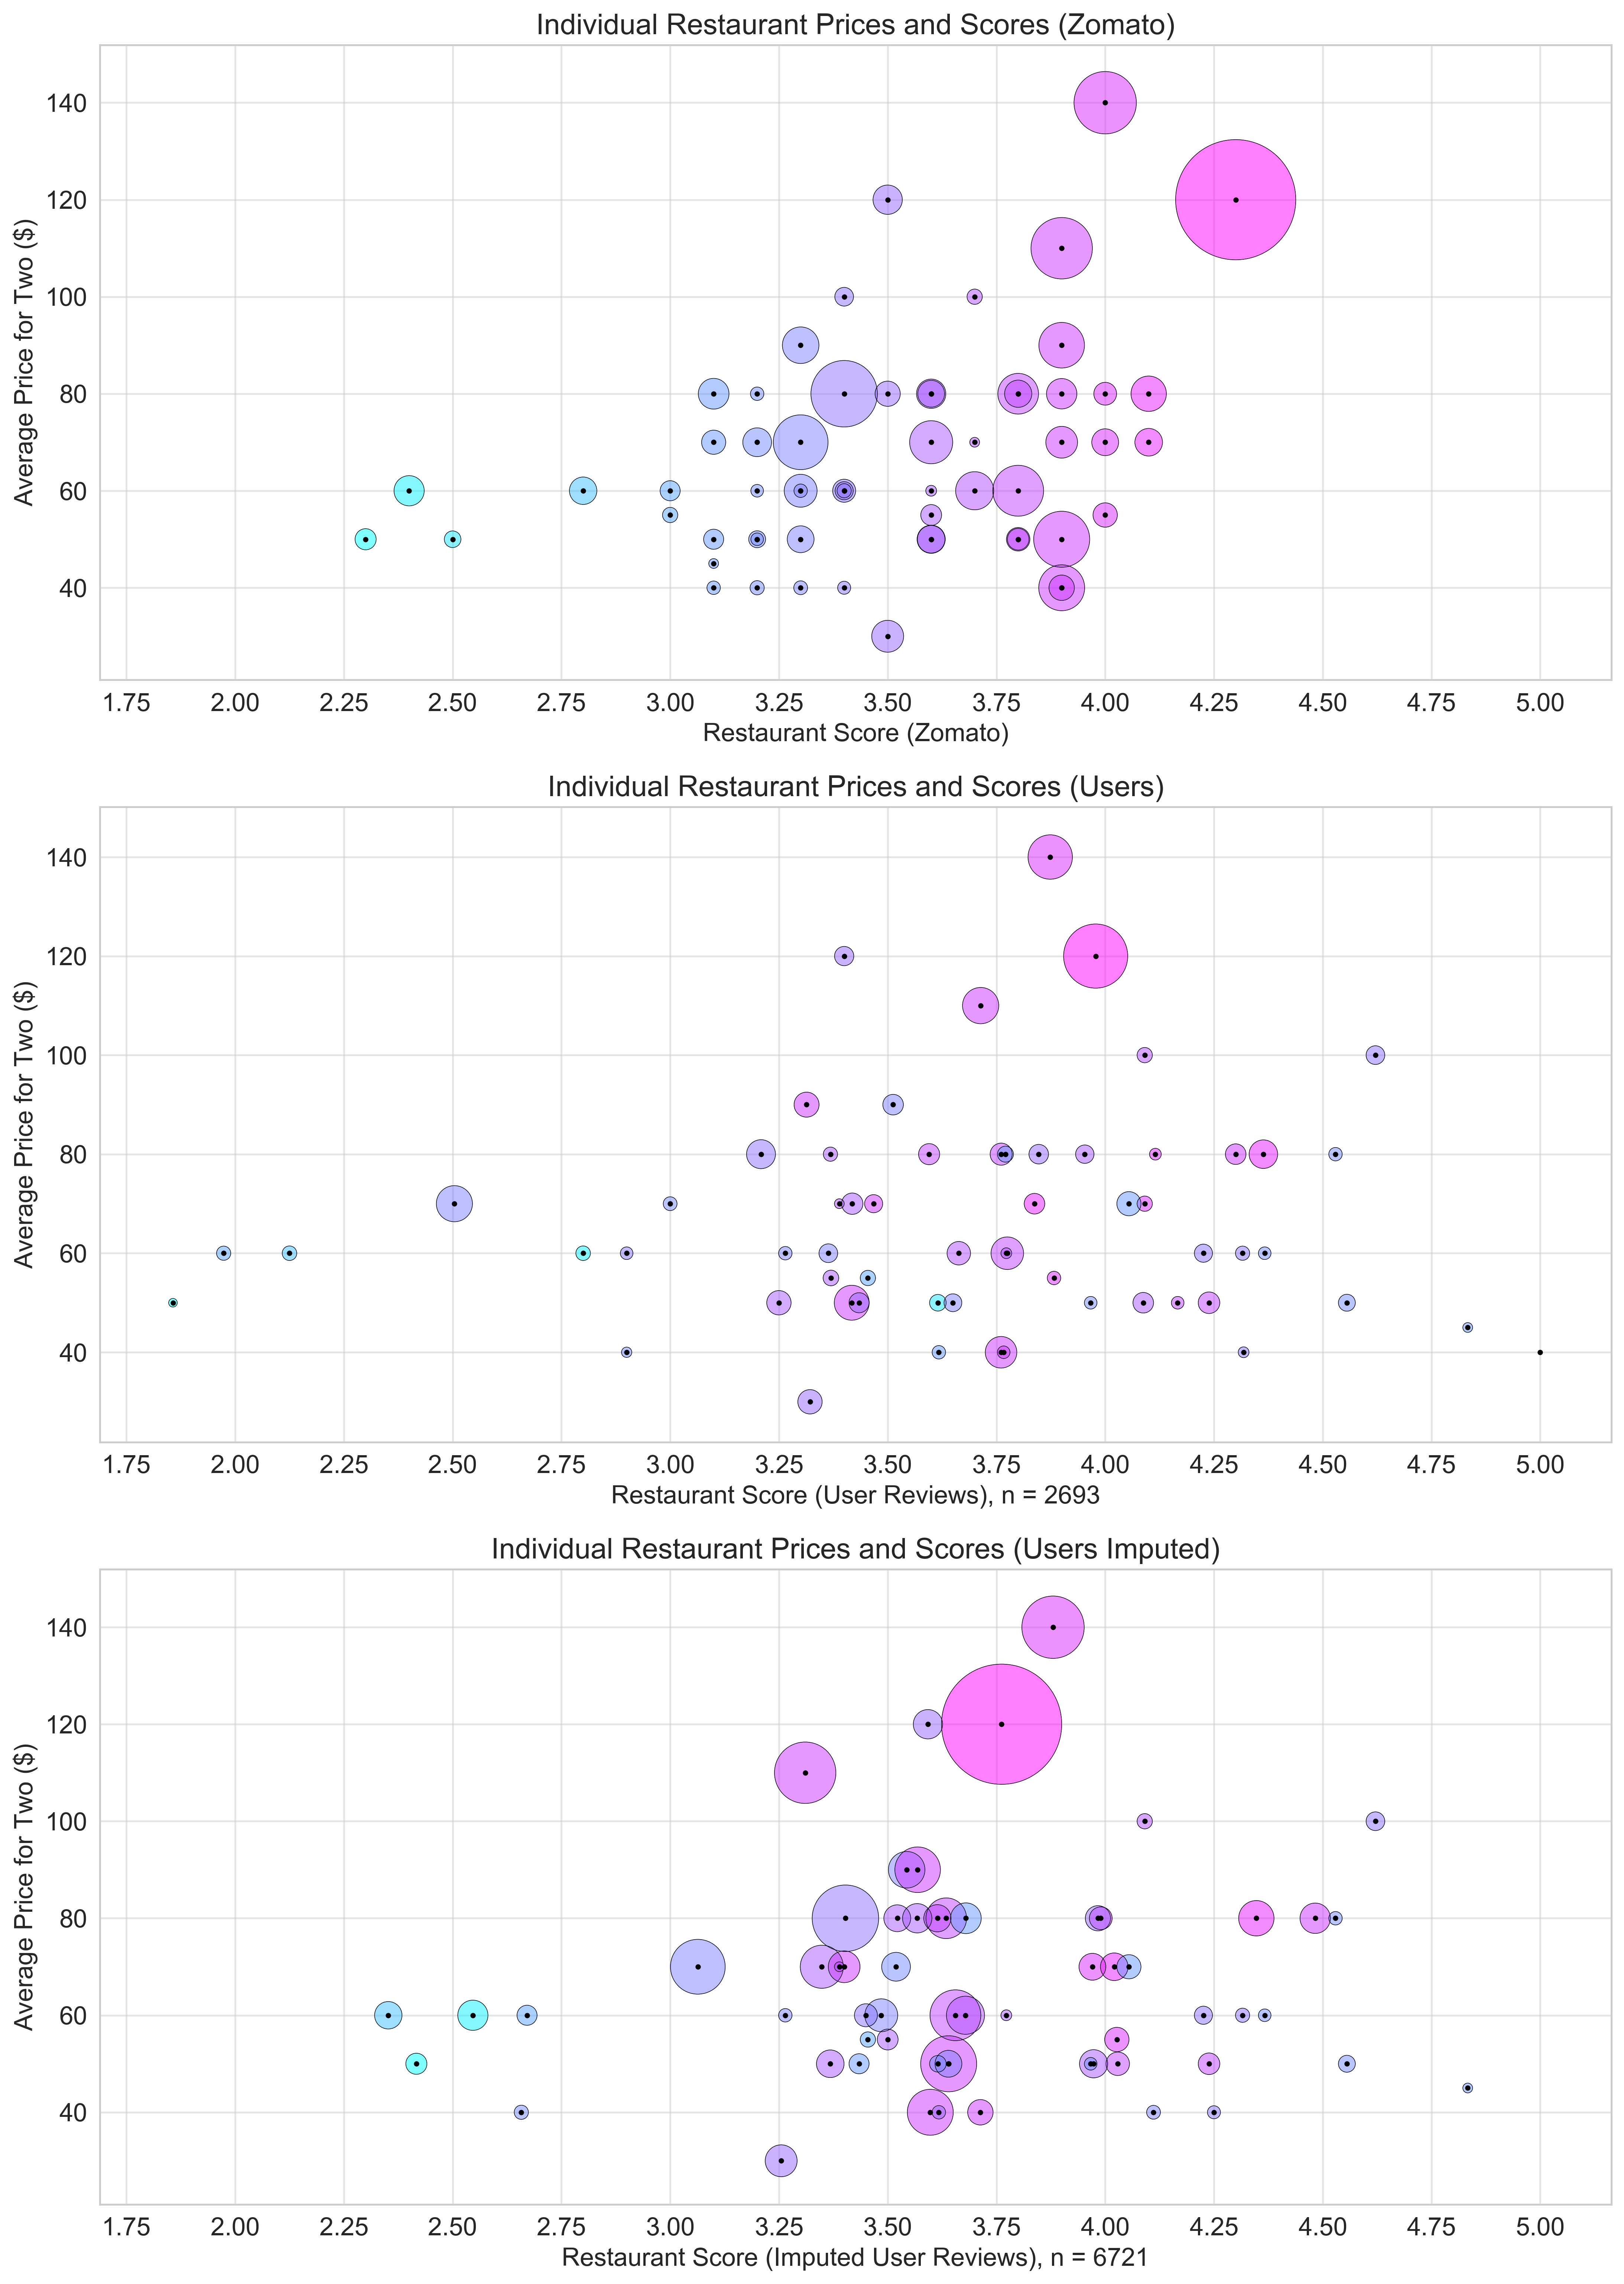 Individual Restaurant Prices and Scores (Zomato)
140
120
100
80
60
40
Average Price for Two ($)
1.75 2.00 2.25 2.50 2.75 3.00 3.25 3.50 3.75 4.00 4.25 4.50 4.75 5.00
Restaurant Score (Zomato)
Individual Restaurant Prices and Scores (Users)
140
120
100
80
60
40
Average Price for Two ($)
1.75 2.00 2.25 2.50 2.75 3.00 3.25 3.50 3.75 4.00 4.25 4.50 4.75 5.00
Restaurant Score (User Reviews), n = 2693
Individual Restaurant Prices and Scores (Users Imputed)
140
120
100
80
60
40
Average Price for Two ($)
1.75 2.00 2.25 2.50 2.75 3.00 3.25 3.50 3.75 4.00 4.25 4.50 4.75 5.00
Restaurant Score (Imputed User Reviews), n = 6721